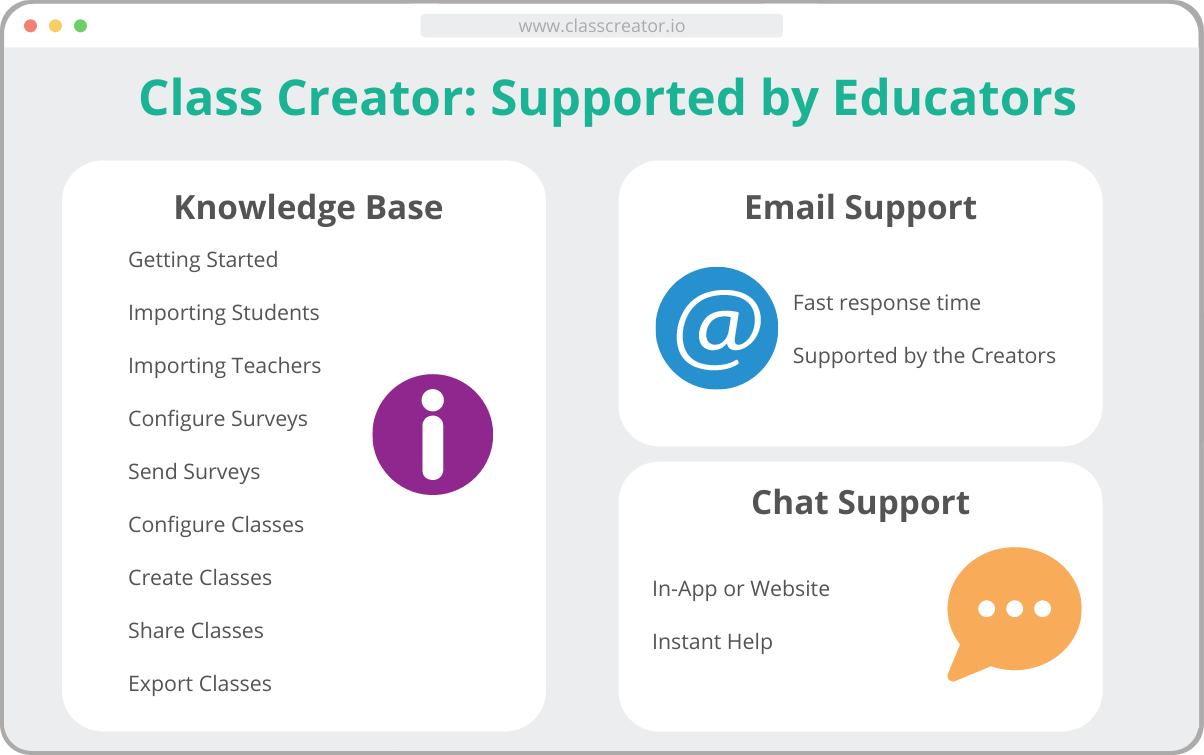 www.classcreator.io
Class Creator: Supported by Educators
Knowledge Base
Getting Started
Importing Students
Importing Teachers
Configure Surveys
Send Surveys
Configure Classes
Create Classes
Share Classes
Export Classes
Email Support
@
Fast response time
Supported by the Creators
Chat Support
In-App or Website
Instant Help